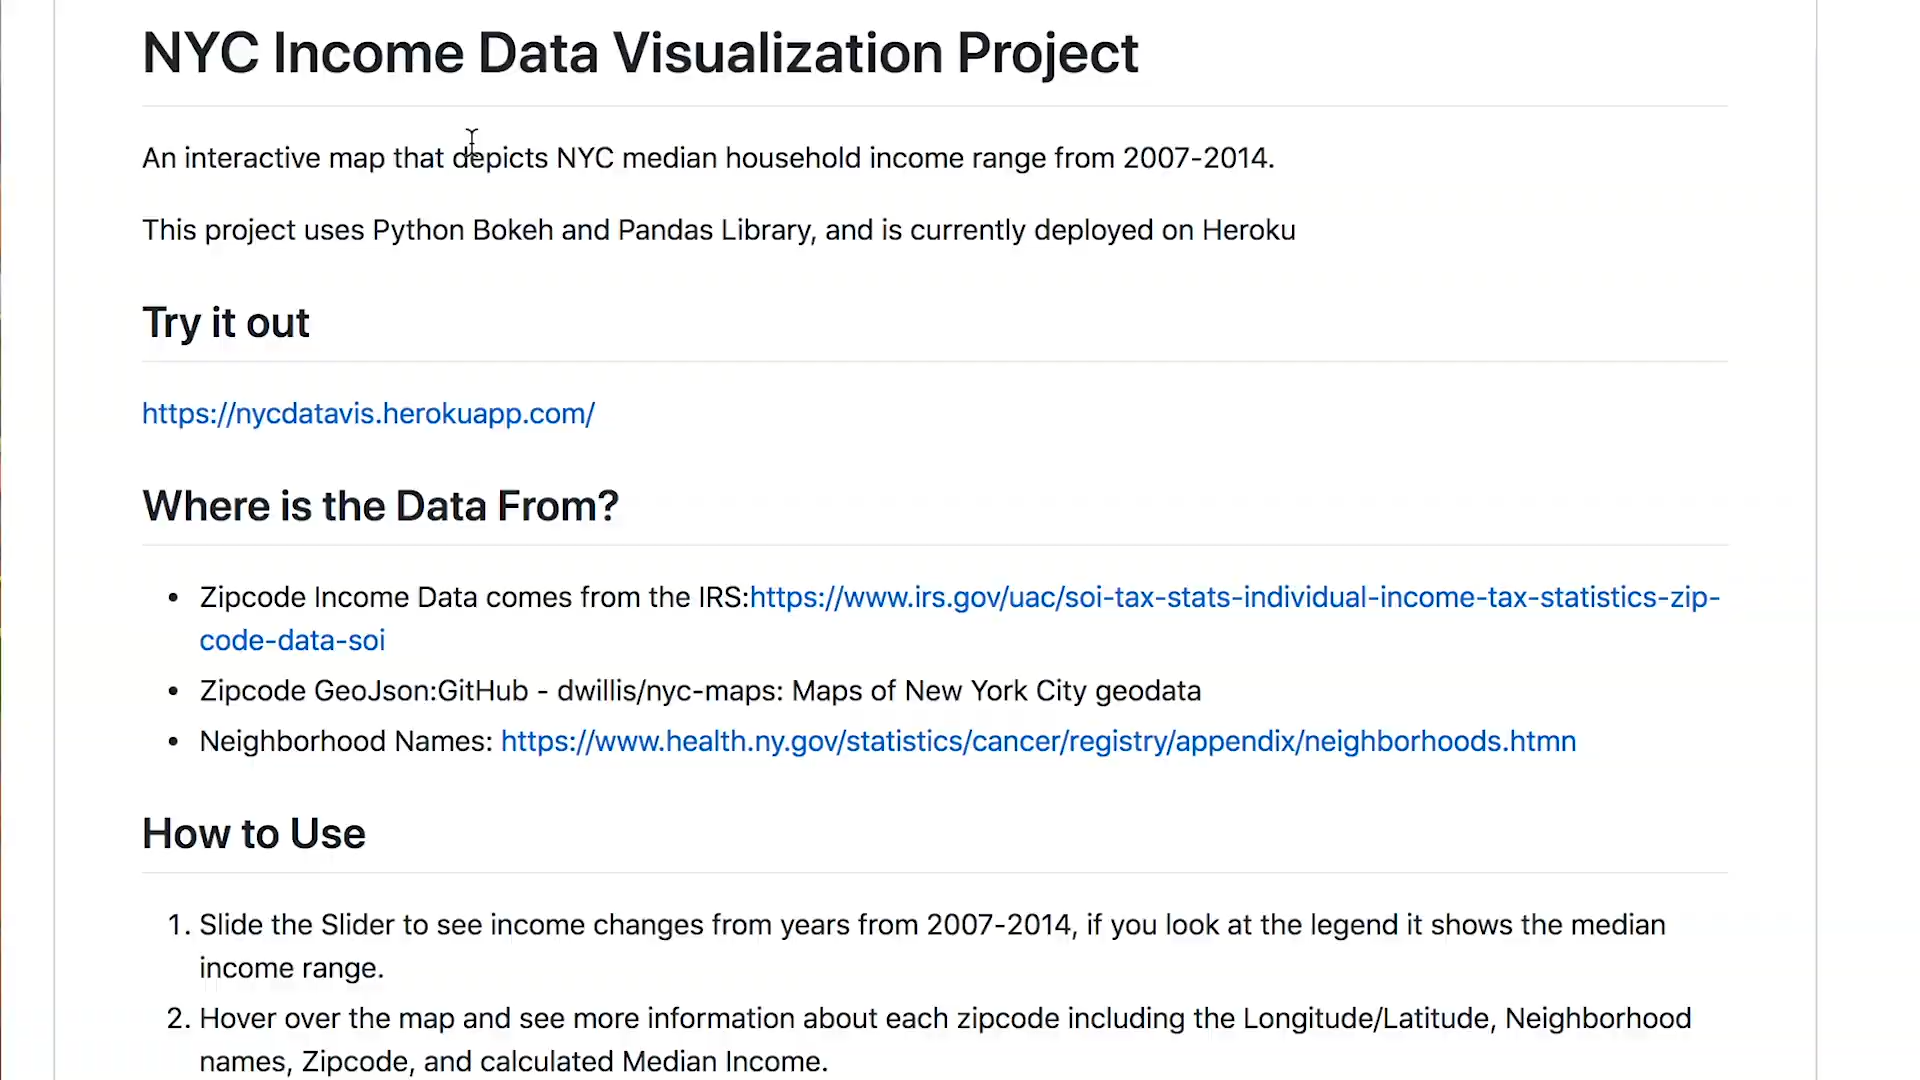 NYC Income Data Visualization Project
An interactive map that depicts NYC median household income range from 2007-2014.
This project uses Python Bokeh and Pandas Library, and is currently deployed on Heroku
Try it out
https://nycdatavis.herokuapp.com/
Where is the Data From?
• Zipcode Income Data comes from the IRS:https://www.irs.gov/uac/soi-tax-stats-individual-income-tax-statistics-zip-
code-data-soi
• Zipcode GeoJson:GitHub - dwillis/nyc-maps: Maps of New York City geodata
• Neighborhood Names: https://www.health.ny.gov/statistics/cancer/registry/appendix/neighborhoods.htmn
How to Use
1. Slide the Slider to see income changes from years from 2007-2014, if you look at the legend it shows the median
income range.
2. Hover over the map and see more information about each zipcode including the Longitude/Latitude, Neighborhood
names, Zipcode, and calculated Median Income.